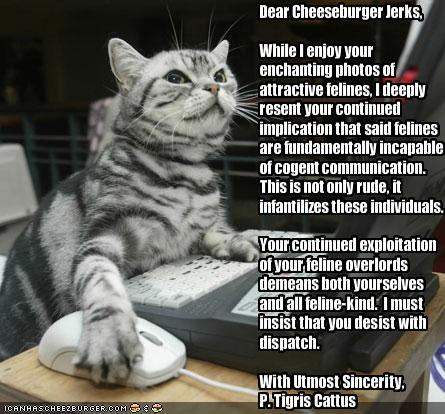 Dear Cheeseburger Jerks,
While I enjoy your
enchanting photos of
attractive felines, I deeply
resent your continued
implication that said felines
are fundamentally incapable
of cogent communication.
This is not only rude, it
infantilizes these individuals.
Your continued exploitation
of your feline overlords
demeans both yourselves
and all feline-kind. I must
insist that you desist with
dispatch.
With Utmost Sincerity,
P. Tigris Cattus
ICANHASCHEEZBURGER.COM